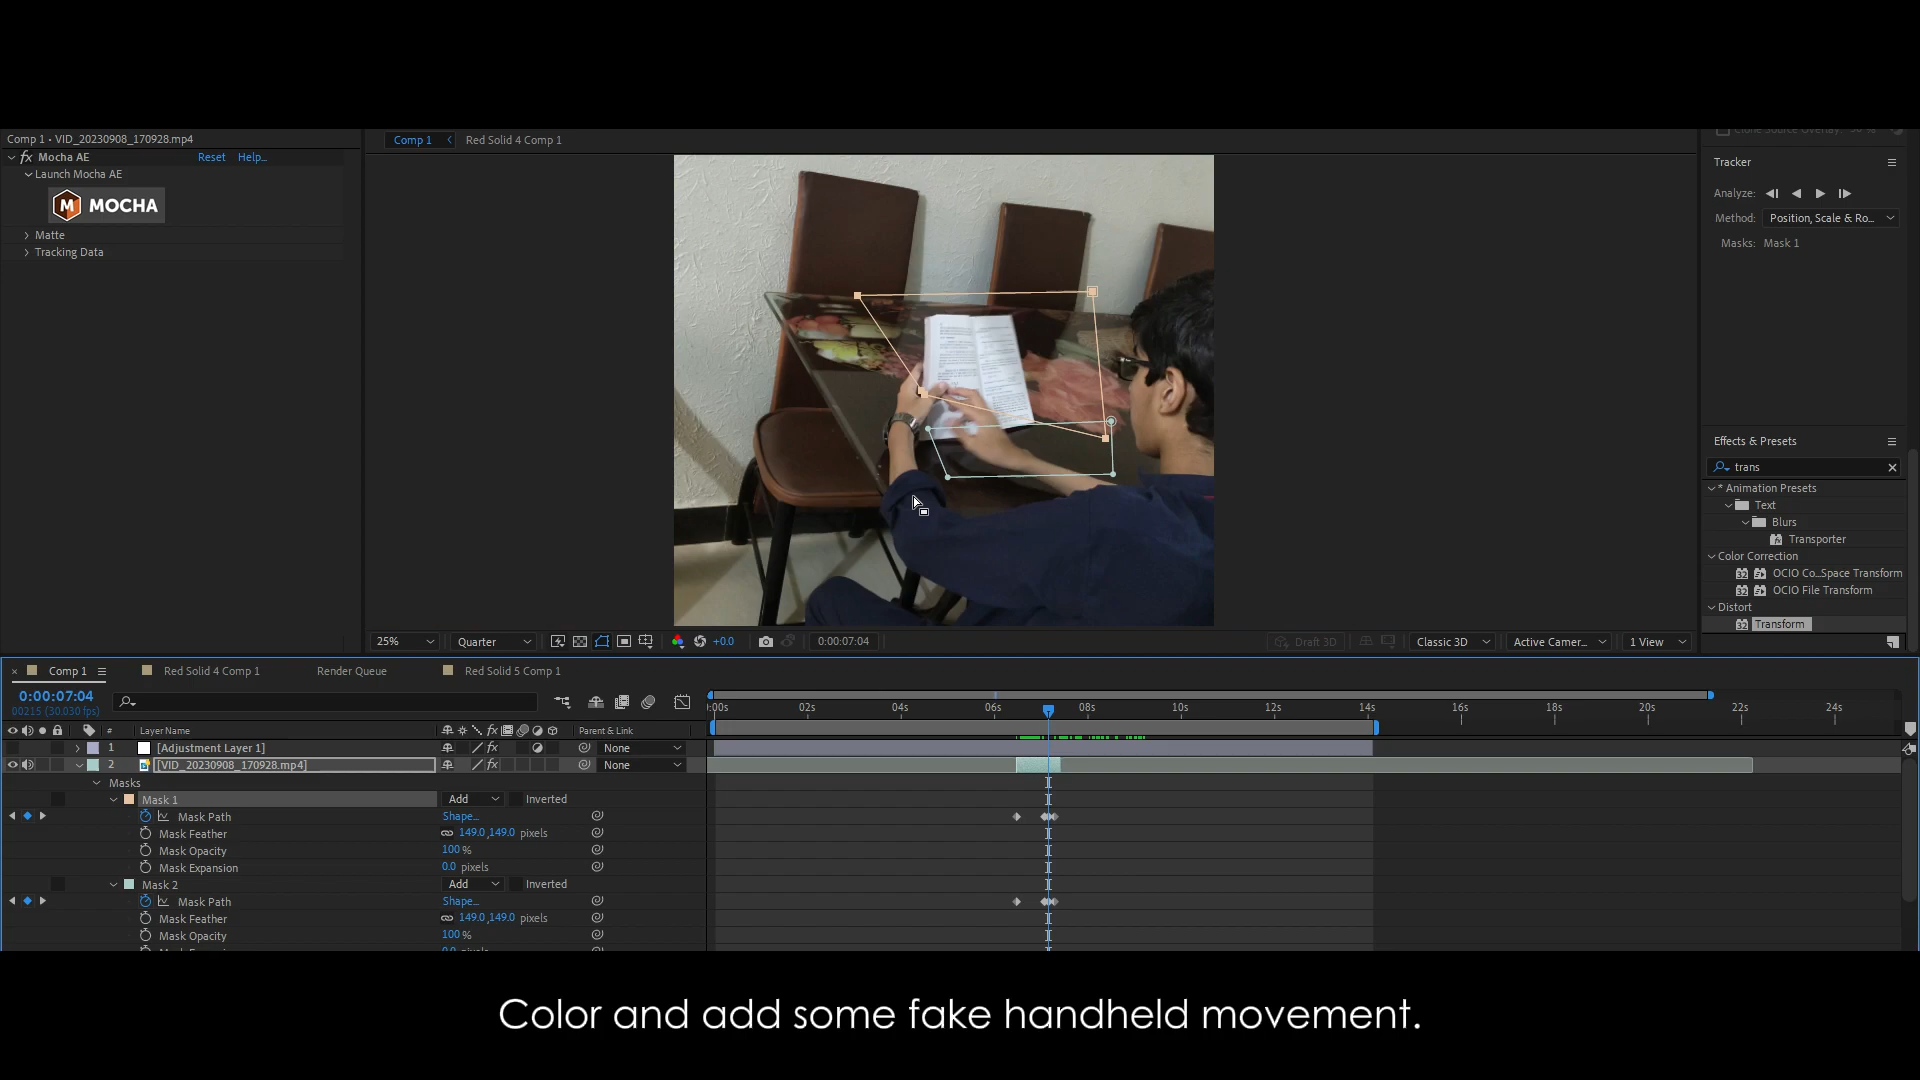 Comp 1 • VID_20230908_170928.mp4
Mocha AE Reset Help...
Launch Mocha AE
M MOCHA
Matte
Tracking Data
Comp 1 Red Solid 4 Comp 1
25% Quarter +0.0 0:00:07:04 Draft 3D Classic 3D Active Camer... 1 View
Tracker
Analyze:
Method: Position, Scale & Ro...
Masks: Mask 1
Effects & Presets
trans
* Animation Presets
Text
Blurs
Transporter
Color Correction
32 OCIO Co...Space Transform
32 OCIO File Transform
Distort
32 Transform
Comp 1 Red Solid 4 Comp 1 Render Queue Red Solid 5 Comp 1
0:00:07:04
00215 (30.030 fps)
:00s 02s 04s 06s 08s 10s 12s 14s 16s 18s 20s 22s 24s
# Layer Name fx Parent & Link
1 [Adjustment Layer 1] fx None
2 [VID_20230908_170928.mp4] fx None
Masks
Mask 1 Add Inverted
Mask Path Shape...
Mask Feather 149.0,149.0 pixels
Mask Opacity 100 %
Mask Expansion 0.0 pixels
Mask 2 Add Inverted
Mask Path Shape...
Mask Feather 149.0,149.0 pixels
Mask Opacity 100 %
Color and add some fake handheld movement.